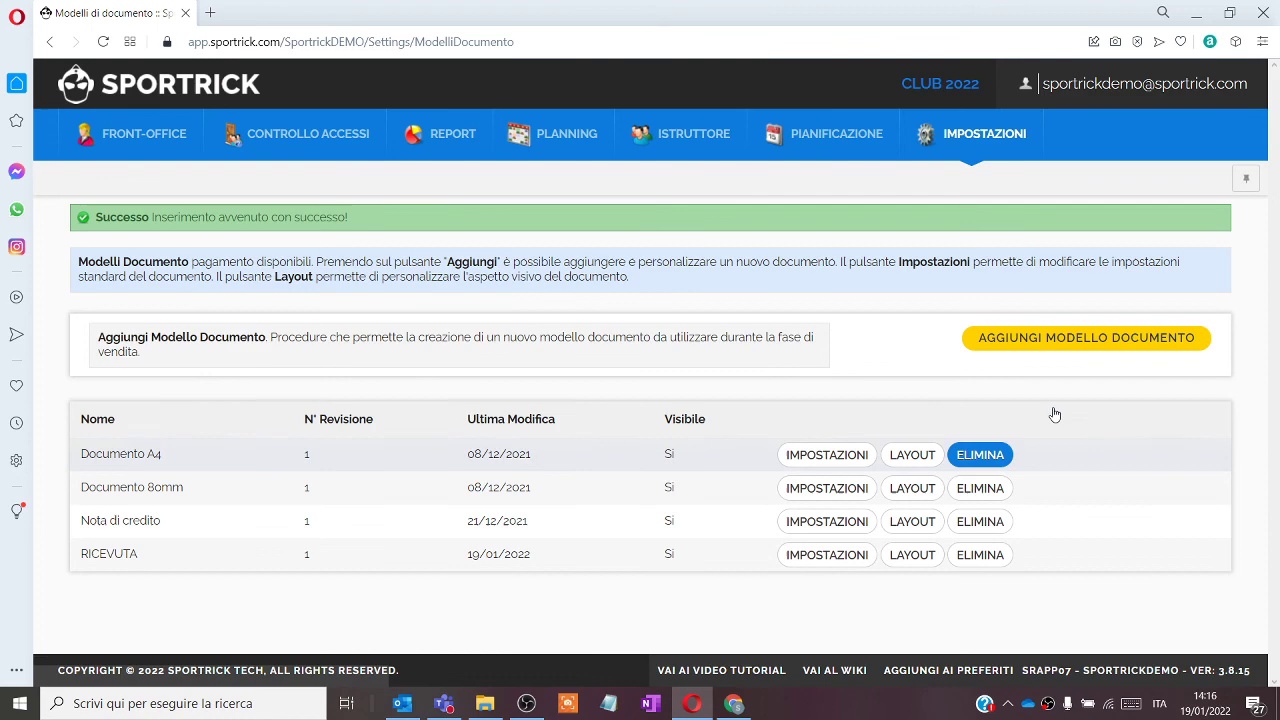 Modelli di documento :: Sp
app.sportrick.com/SportrickDEMO/Settings/ModelliDocumento
SPORTRICK
CLUB 2022
sportrickdemo@sportrick.com
FRONT-OFFICE
CONTROLLO ACCESSI
REPORT
PLANNING
ISTRUTTORE
PIANIFICAZIONE
IMPOSTAZIONI
Successo Inserimento avvenuto con successo!
Modelli Documento pagamento disponibili. Premendo sul pulsante "Aggiungi" è possibile aggiungere e personalizzare un nuovo documento. Il pulsante Impostazioni permette di modificare le impostazioni
standard del documento. Il pulsante Layout permette di personalizzare l'aspetto visivo del documento.
Aggiungi Modello Documento. Procedure che permette la creazione di un nuovo modello documento da utilizzare durante la fase di
vendita.
AGGIUNGI MODELLO DOCUMENTO
Nome N° Revisione Ultima Modifica Visibile
Documento A4 1 08/12/2021 Si IMPOSTAZIONI LAYOUT ELIMINA
Documento 80mm 1 08/12/2021 Si IMPOSTAZIONI LAYOUT ELIMINA
Nota di credito 1 21/12/2021 Si IMPOSTAZIONI LAYOUT ELIMINA
RICEVUTA 1 19/01/2022 Si IMPOSTAZIONI LAYOUT ELIMINA
COPYRIGHT © 2022 SPORTRICK TECH, ALL RIGHTS RESERVED.
VAI AI VIDEO TUTORIAL VAI AL WIKI AGGIUNGI AI PREFERITI SRAPP07 - SPORTRICKDEMO - VER: 3.8.15
Scrivi qui per eseguire la ricerca
ITA
14:16
19/01/2022
27